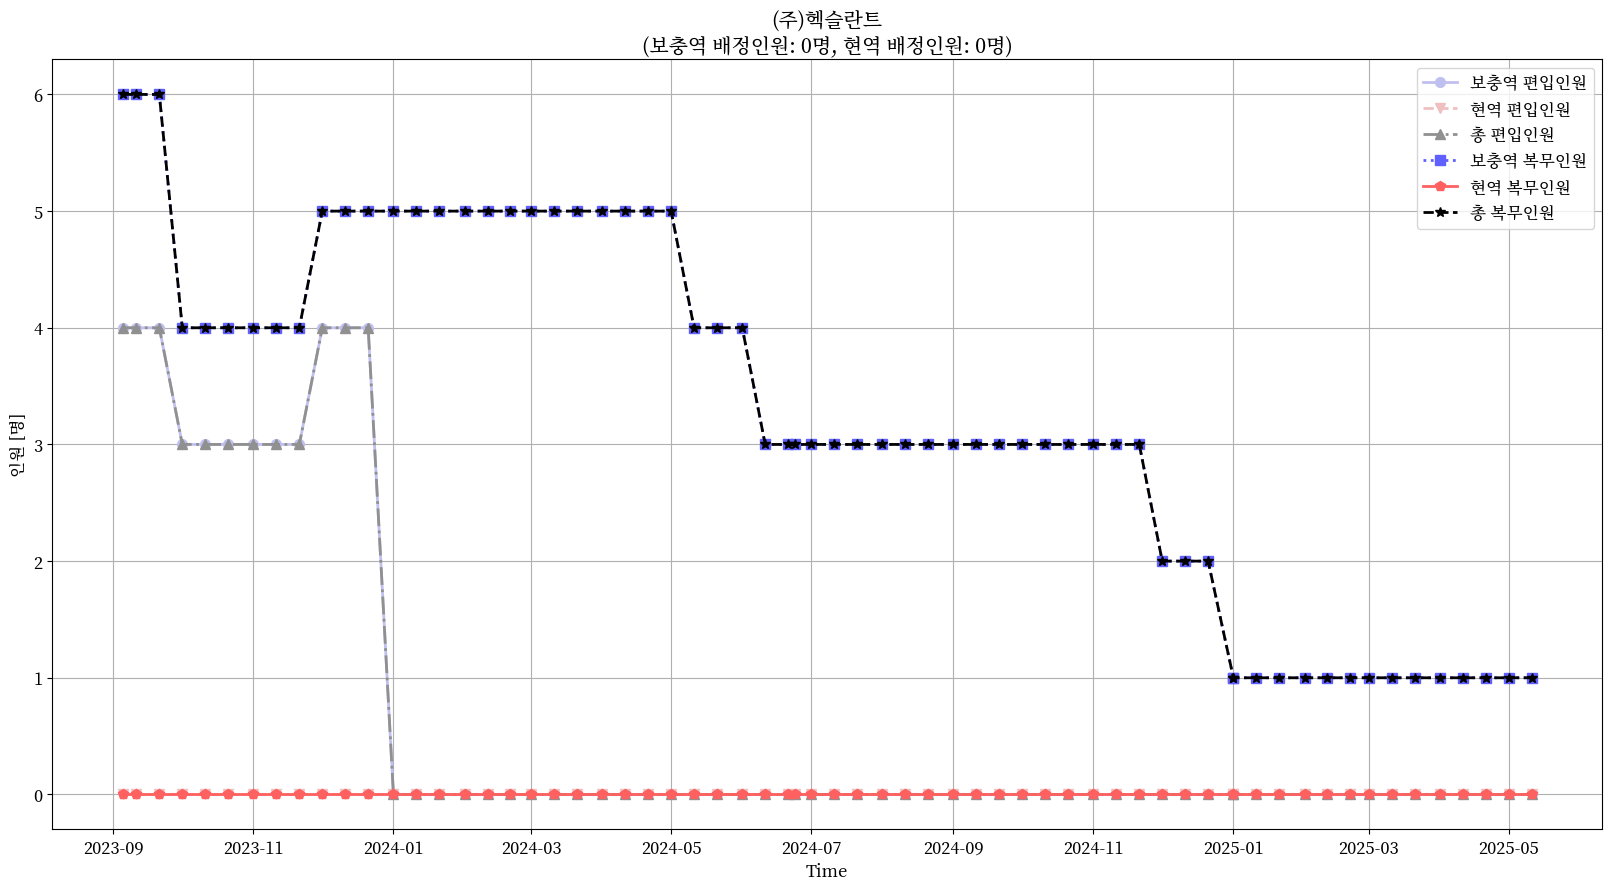 (주)헥슬란트
(보충역 배정인원: 0명, 현역 배정인원: 0명)
보충역 편입인원
현역 편입인원
총 편입인원
보충역 복무인원
현역 복무인원
총 복무인원
인원 [명]
6
5
4
3
2
1
0
2023-09
2023-11
2024-01
2024-03
2024-05
2024-07
2024-09
2024-11
2025-01
2025-03
2025-05
Time